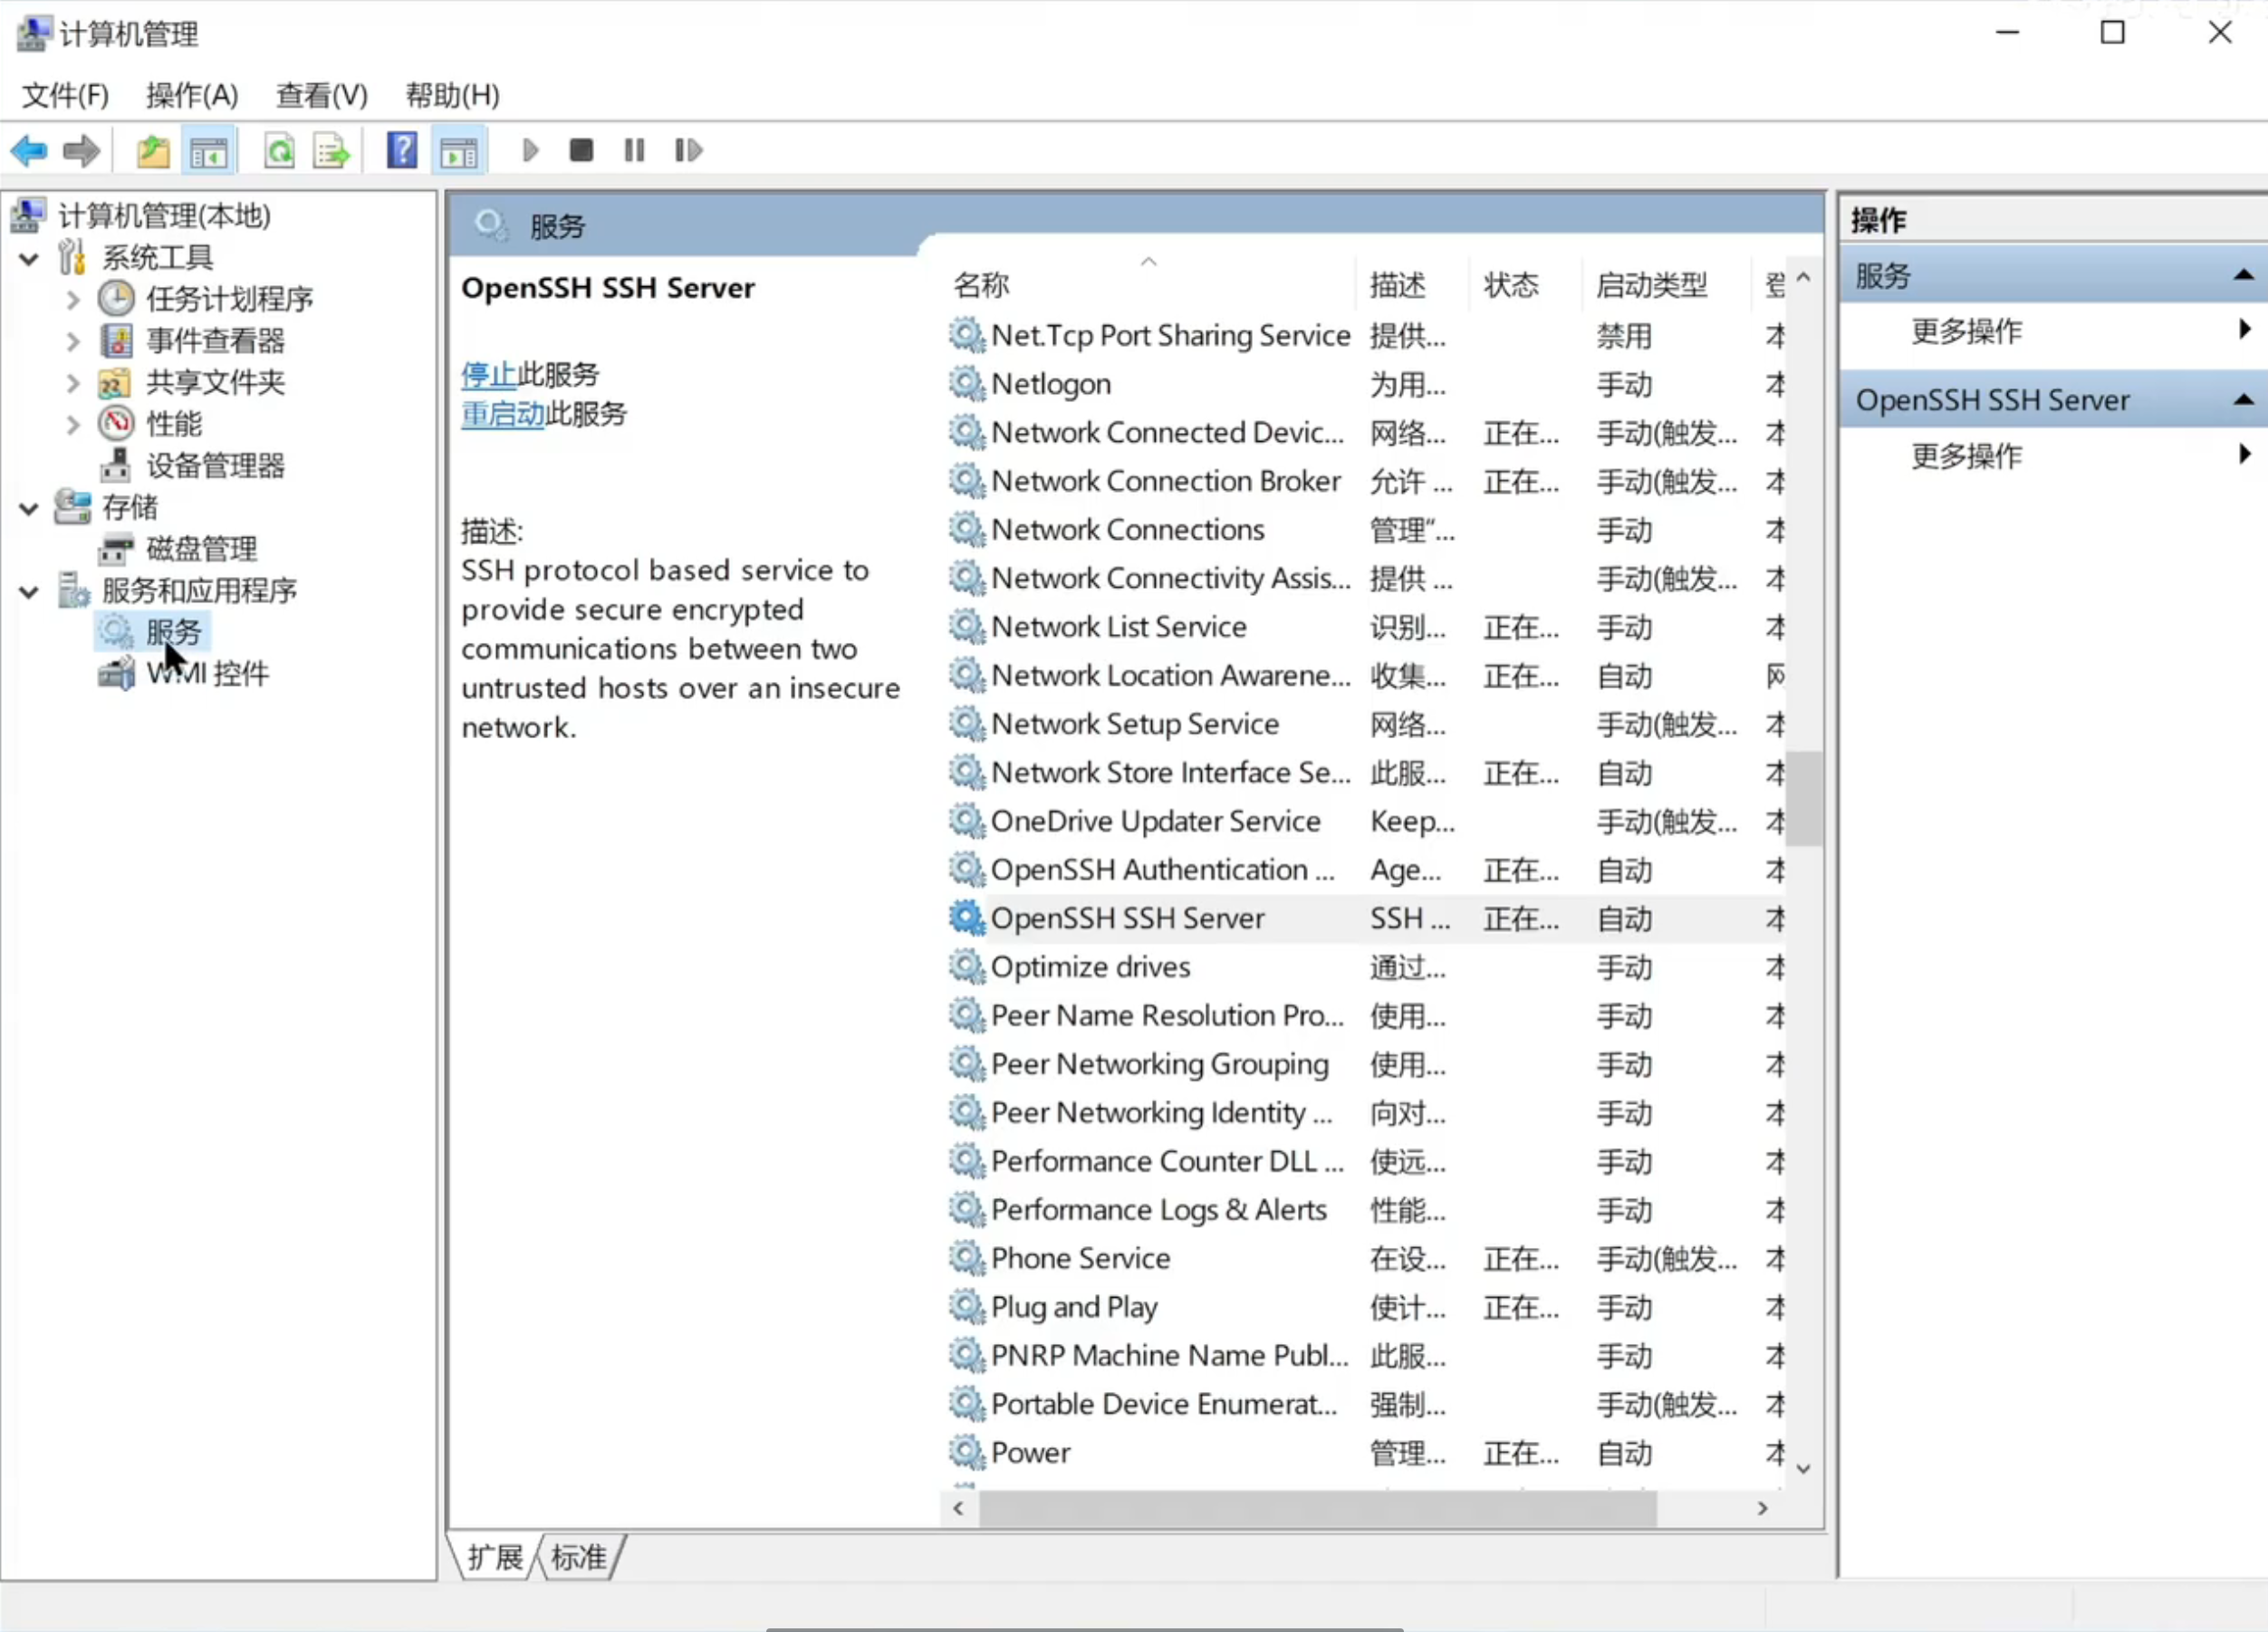 计算机管理
文件(F) 操作(A) 查看(V) 帮助(H)
计算机管理(本地)
系统工具
任务计划程序
事件查看器
共享文件夹
性能
设备管理器
存储
磁盘管理
服务和应用程序
服务
WMI 控件
服务
OpenSSH SSH Server
停止此服务
重启动此服务
描述:
SSH protocol based service to
provide secure encrypted
communications between two
untrusted hosts over an insecure
network.
名称 描述 状态 启动类型 登
Net.Tcp Port Sharing Service 提供... 禁用 本
Netlogon 为用... 手动 本
Network Connected Devic... 网络... 正在... 手动(触发... 本
Network Connection Broker 允许 ... 正在... 手动(触发... 本
Network Connections 管理“... 手动 本
Network Connectivity Assis... 提供 ... 手动(触发... 本
Network List Service 识别... 正在... 手动 本
Network Location Awarene... 收集... 正在... 自动 网
Network Setup Service 网络... 手动(触发... 本
Network Store Interface Se... 此服... 正在... 自动 本
OneDrive Updater Service Keep... 手动(触发... 本
OpenSSH Authentication ... Age... 正在... 自动 本
OpenSSH SSH Server SSH ... 正在... 自动 本
Optimize drives 通过... 手动 本
Peer Name Resolution Pro... 使用... 手动 本
Peer Networking Grouping 使用... 手动 本
Peer Networking Identity ... 向对... 手动 本
Performance Counter DLL ... 使远... 手动 本
Performance Logs & Alerts 性能... 手动 本
Phone Service 在设... 正在... 手动(触发... 本
Plug and Play 使计... 正在... 手动 本
PNRP Machine Name Publ... 此服... 手动 本
Portable Device Enumerat... 强制... 手动(触发... 本
Power 管理... 正在... 自动 本
扩展 标准
操作
服务
更多操作
OpenSSH SSH Server
更多操作